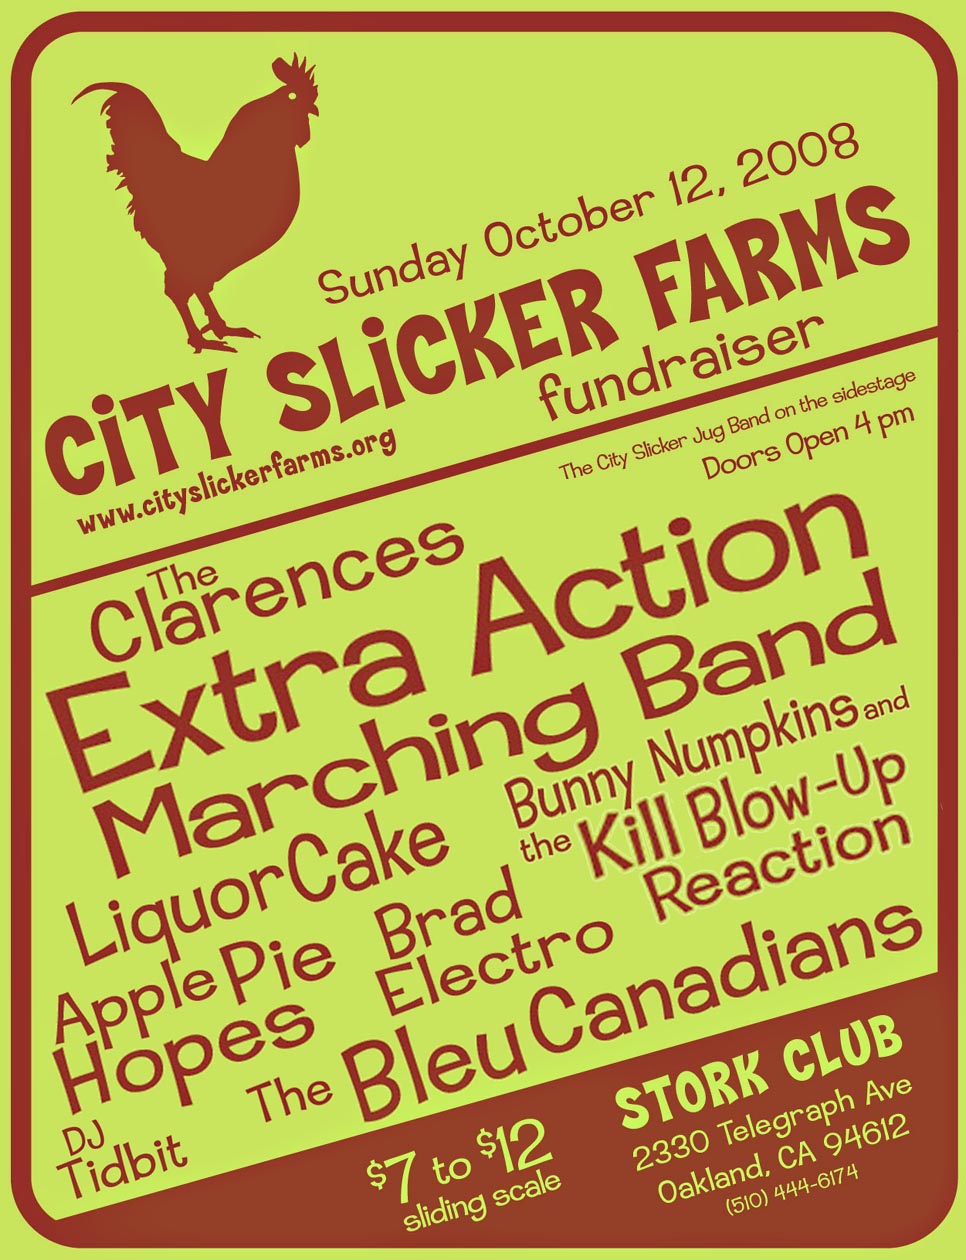 Sunday October 12, 2008
CiTY SLiCKER FARMS
fundraiser
www.cityslickerfarms.org
The City Slicker Jug Band on the sidestage
Doors Open 4 pm
The
Clarences
Extra Action
Marching Band
Bunny Numpkins and
the Kill Blow-Up
Reaction
LiquorCake
Brad
Electro
Apple Pie
Hopes
The Bleu Canadians
DJ
Tidbit
$7 to $12
sliding scale
STORK CLUB
2330 Telegraph Ave
Oakland, CA 94612
(510) 444-6174